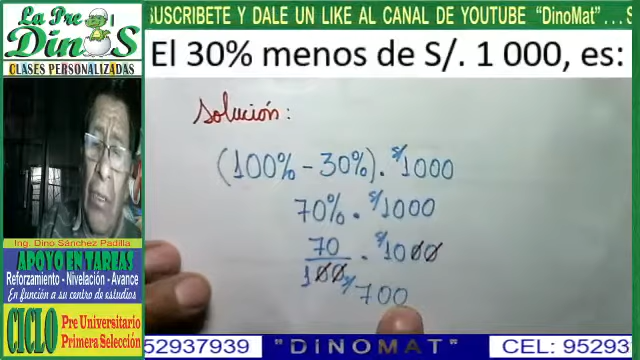 La Pre
DinoS
CLASES PERSONALIZADAS
SUSCRIBETE Y DALE UN LIKE AL CANAL DE YOUTUBE "DinoMat"...
El 30% menos de S/. 1 000, es:
Solución:
(100% - 30%). S/1000
70% . S/1000
70/100 . S/1000
S/700
Ing. Dino Sánchez Padilla
APOYO EN TAREAS
Reforzamiento - Nivelación - Avance
En función a su centro de estudios
CICLO Pre Universitario
Primera Selección
52937939 "DiNOMAT" CEL: 95293